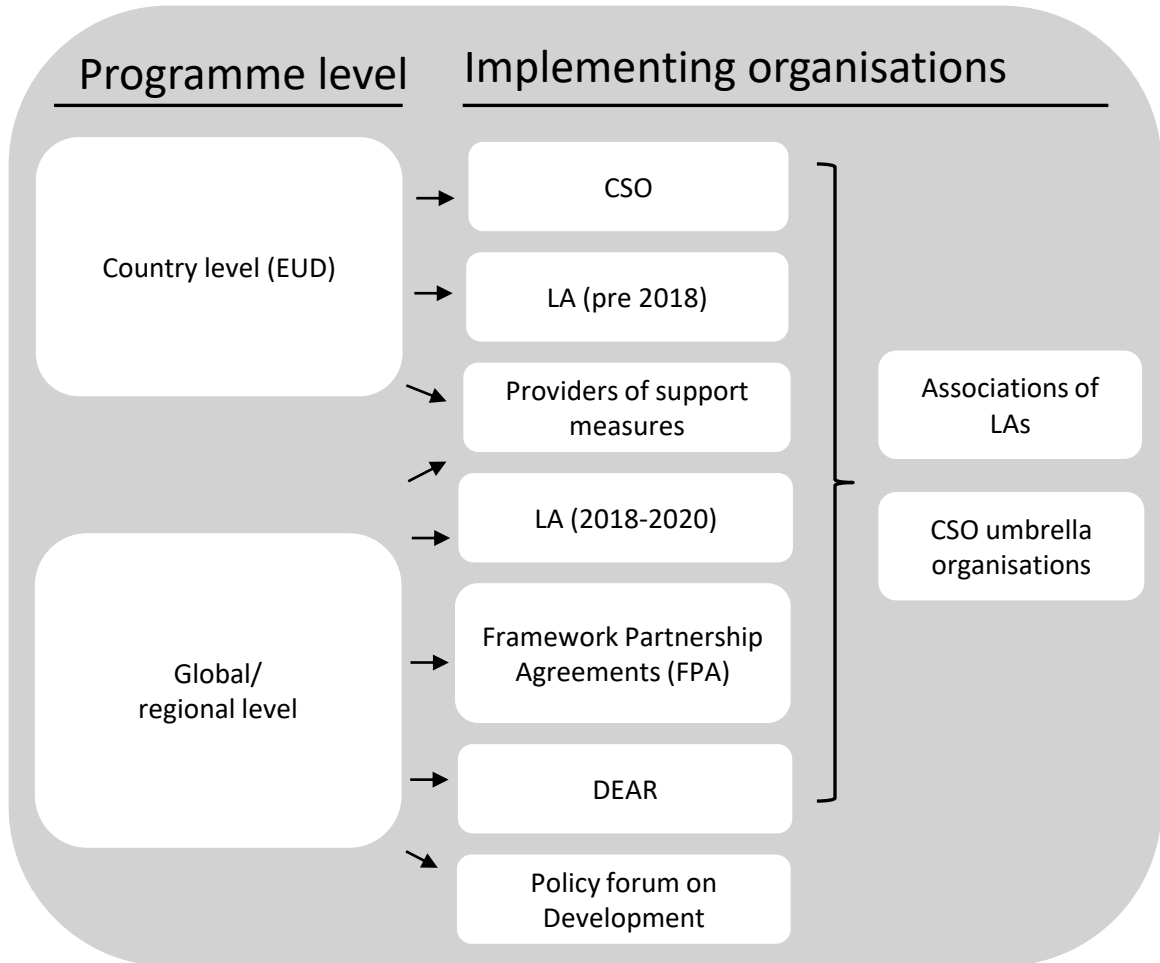 Programme level
Implementing organisations
Country level (EUD)
CSO
LA (pre 2018)
Providers of support
measures
LA (2018-2020)
Global/
regional level
Framework Partnership
Agreements (FPA)
DEAR
Policy forum on
Development
Associations of
LAs
CSO umbrella
organisations